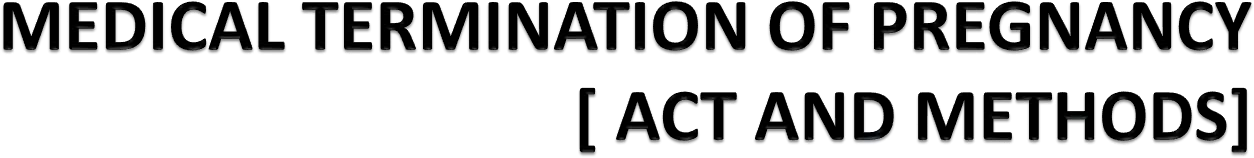 MEDICAL TERMINATION OF PREGNANCY
[ ACT AND METHODS]